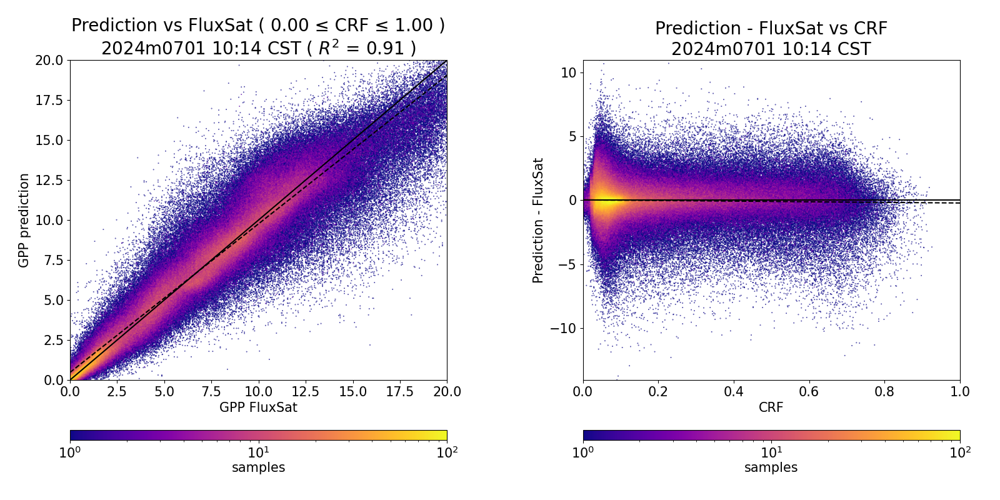 Prediction vs FluxSat ( 0.00 ≤ CRF ≤ 1.00 )
2024m0701 10:14 CST ( R² = 0.91 )
20.0
17.5
15.0
12.5
10.0
7.5
5.0
2.5
0.0
GPP prediction
0.0 2.5 5.0 7.5 10.0 12.5 15.0 17.5 20.0
GPP FluxSat
10⁰ 10¹ 10²
samples
Prediction - FluxSat vs CRF
2024m0701 10:14 CST
10
5
0
−5
−10
Prediction - FluxSat
0.0 0.2 0.4 0.6 0.8 1.0
CRF
10⁰ 10¹ 10²
samples